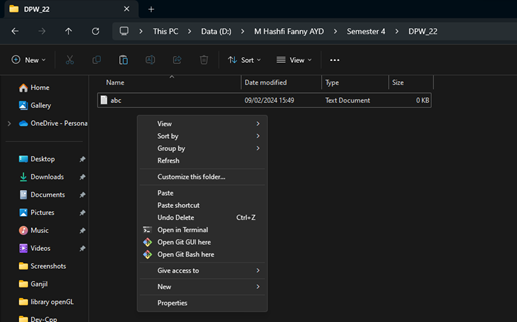 DPW_22
This PC > Data (D:) > M Hashfi Fanny AYD > Semester 4 > DPW_22
New Sort View
Name Date modified Type Size
abc 09/02/2024 15:49 Text Document 0 KB
Home
Gallery
OneDrive - Persona
Desktop
Downloads
Documents
Pictures
Music
Videos
Screenshots
Ganjil
library openGL
Dev-Cpp
View
Sort by
Group by
Refresh
Customize this folder...
Paste
Paste shortcut
Undo Delete Ctrl+Z
Open in Terminal
Open Git GUI here
Open Git Bash here
Give access to
New
Properties